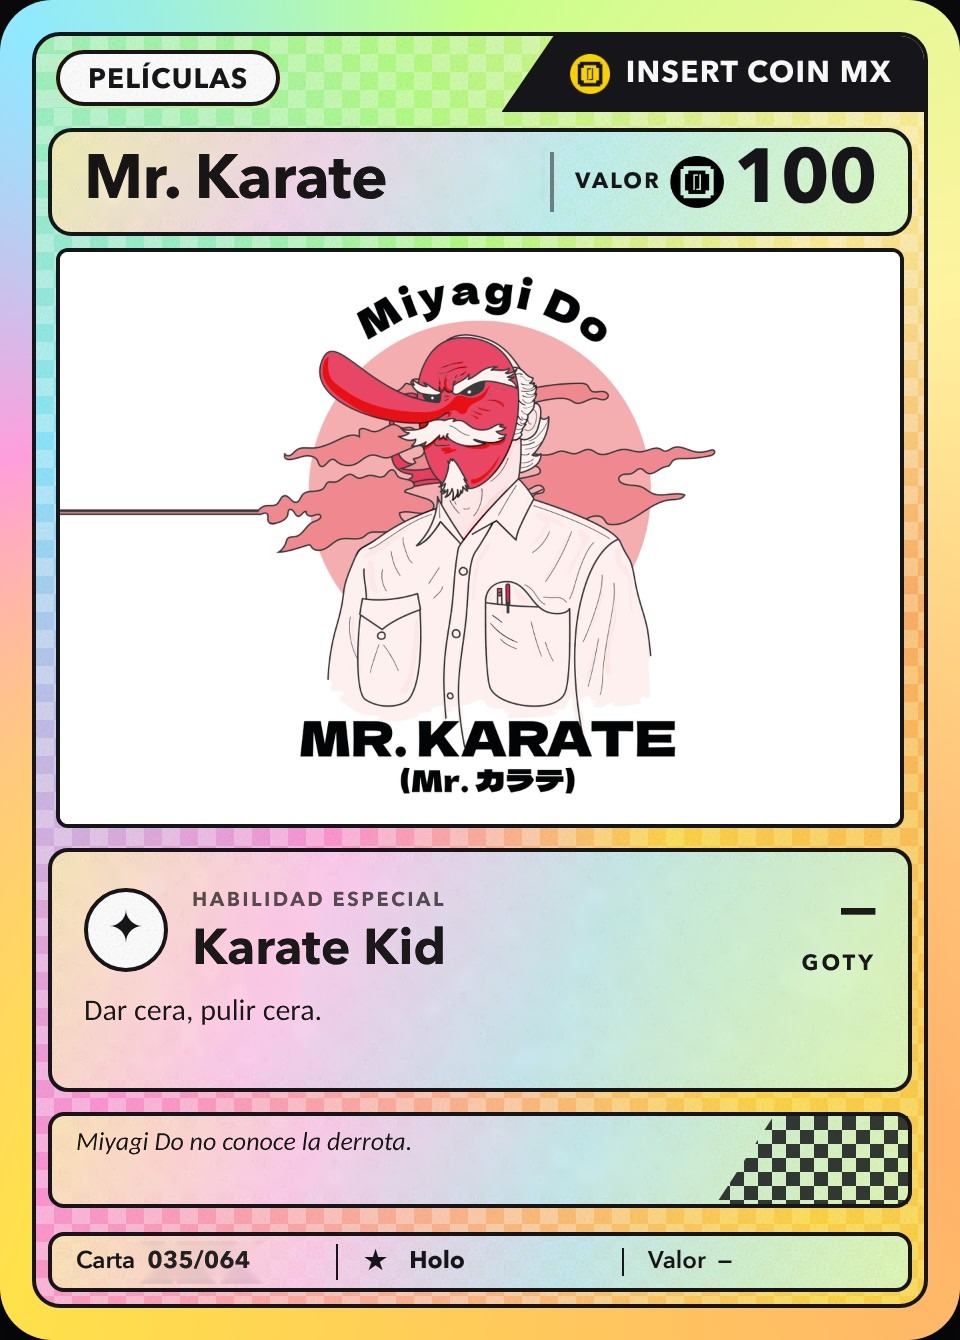 PELÍCULAS
INSERT COIN MX
Mr. Karate
VALOR 100
Miyagi Do
MR. KARATE
(Mr. カラテ)
HABILIDAD ESPECIAL
Karate Kid
–
GOTY
Dar cera, pulir cera.
Miyagi Do no conoce la derrota.
Carta 035/064
★ Holo
Valor –